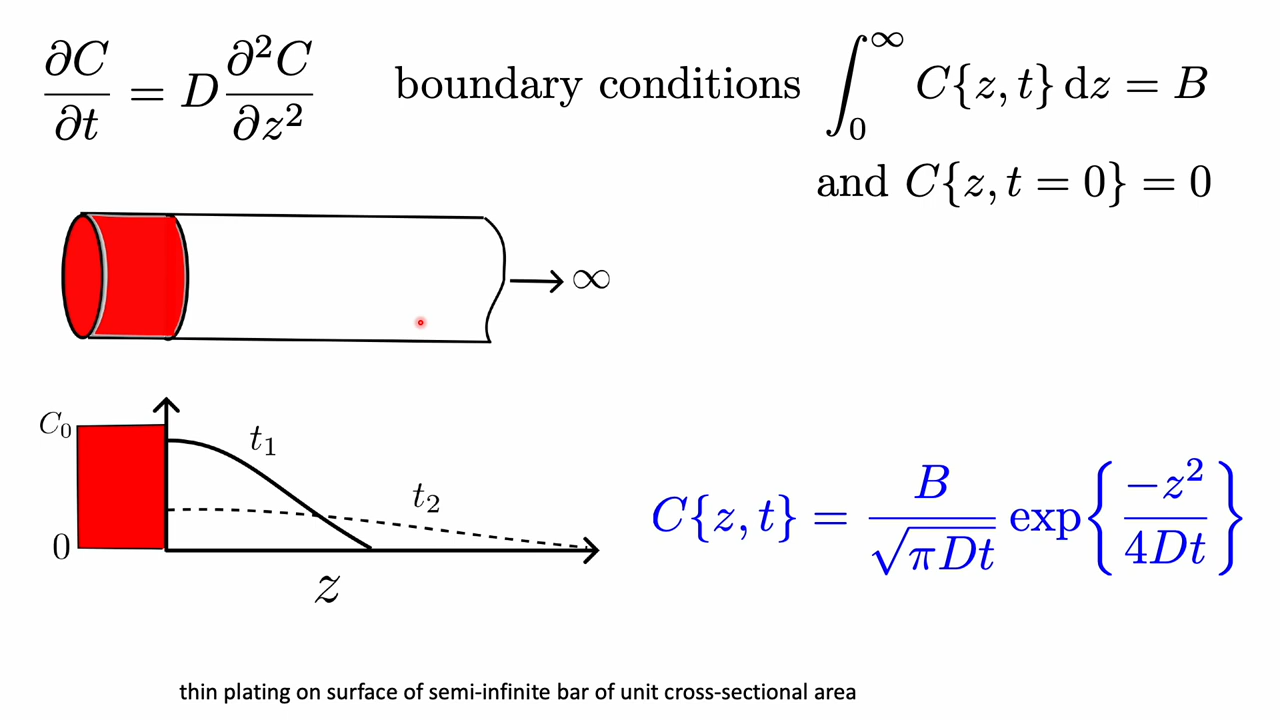 ∂C/∂t = D ∂²C/∂z² boundary conditions ∫₀^∞ C{z, t} dz = B
and C{z, t = 0} = 0
→ ∞
C₀
t₁
t₂
0
z
C{z, t} = B/√(πDt) exp{−z²/4Dt}
thin plating on surface of semi-infinite bar of unit cross-sectional area